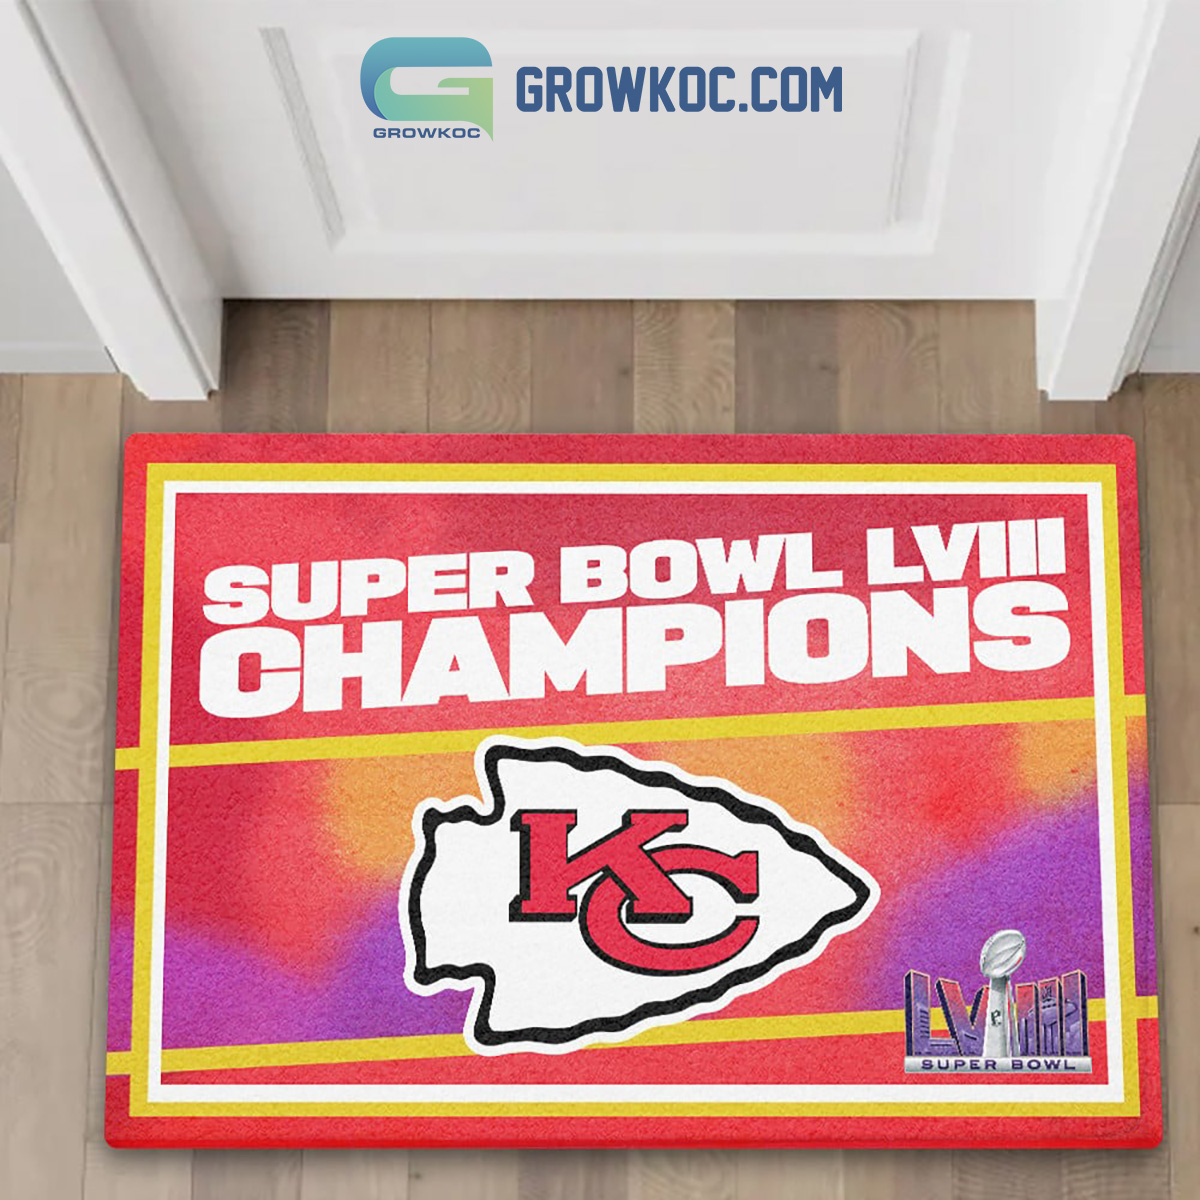 GROWKOC
GROWKOC.COM
SUPER BOWL LVIII
CHAMPIONS
KC
LVIII
SUPER BOWL